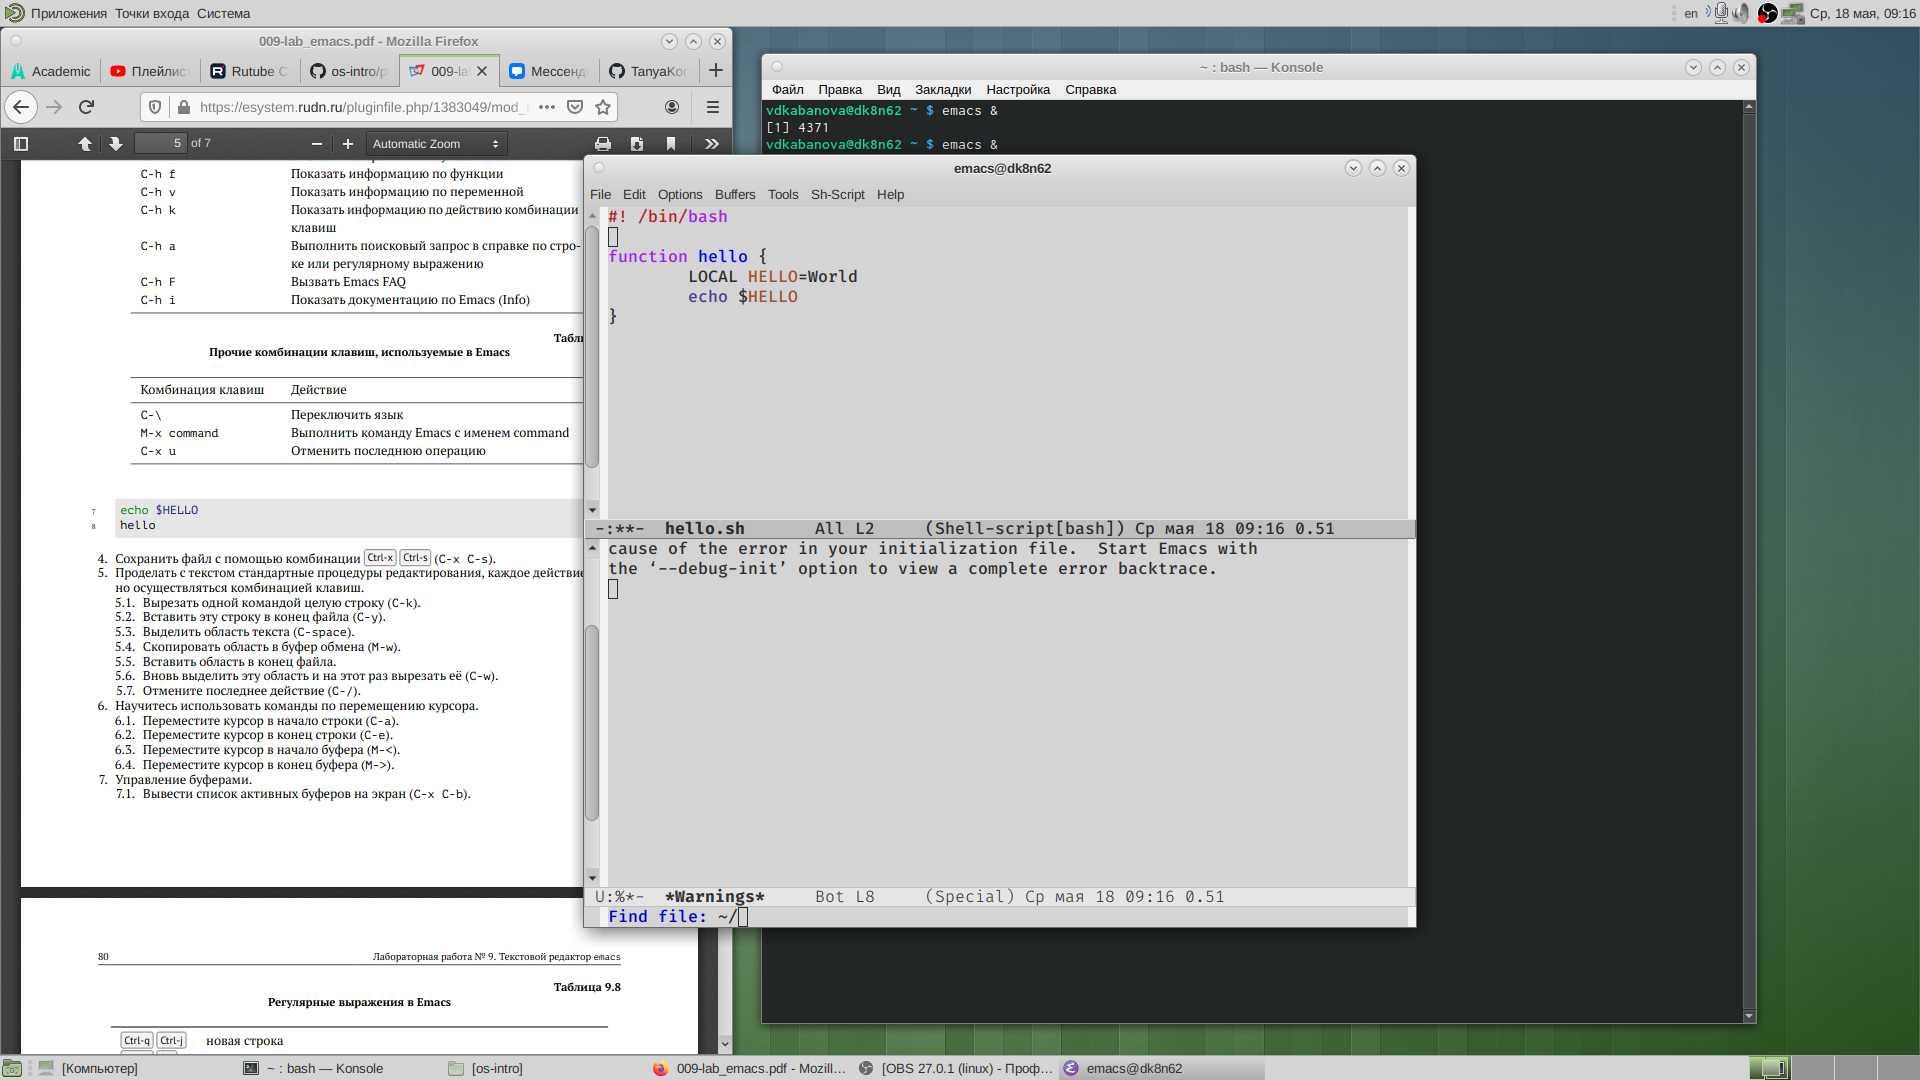 Приложения Точки входа Система
en
Ср, 18 мая, 09:16
009-lab_emacs.pdf - Mozilla Firefox
Academic
Плейлис
Rutube C
os-intro/p
009-la
Мессенд
TanyaKo
https://esystem.rudn.ru/pluginfile.php/1383049/mod_
5 of 7
Automatic Zoom
C-h f Показать информацию по функции
C-h v Показать информацию по переменной
C-h k Показать информацию по действию комбинации
клавиш
C-h a Выполнить поисковый запрос в справке по стро-
ке или регулярному выражению
C-h F Вызвать Emacs FAQ
C-h i Показать документацию по Emacs (Info)
Табли
Прочие комбинации клавиш, используемые в Emacs
Комбинация клавиш Действие
C-\ Переключить язык
M-x command Выполнить команду Emacs с именем command
C-x u Отменить последнюю операцию
7 echo $HELLO
8 hello
4. Сохранить файл с помощью комбинации Ctrl-x Ctrl-s (C-x C-s).
5. Проделать с текстом стандартные процедуры редактирования, каждое действие
но осуществляться комбинацией клавиш.
5.1. Вырезать одной командой целую строку (C-k).
5.2. Вставить эту строку в конец файла (C-y).
5.3. Выделить область текста (C-space).
5.4. Скопировать область в буфер обмена (M-w).
5.5. Вставить область в конец файла.
5.6. Вновь выделить эту область и на этот раз вырезать её (C-w).
5.7. Отмените последнее действие (C-/).
6. Научитесь использовать команды по перемещению курсора.
6.1. Переместите курсор в начало строки (C-a).
6.2. Переместите курсор в конец строки (C-e).
6.3. Переместите курсор в начало буфера (M-<).
6.4. Переместите курсор в конец буфера (M->).
7. Управление буферами.
7.1. Вывести список активных буферов на экран (C-x C-b).
80 Лабораторная работа № 9. Текстовой редактор emacs
Таблица 9.8
Регулярные выражения в Emacs
Ctrl-q Ctrl-j новая строка
~ : bash — Konsole
Файл Правка Вид Закладки Настройка Справка
vdkabanova@dk8n62 ~ $ emacs &
[1] 4371
vdkabanova@dk8n62 ~ $ emacs &
emacs@dk8n62
File Edit Options Buffers Tools Sh-Script Help
#! /bin/bash
function hello {
LOCAL HELLO=World
echo $HELLO
}
-:**- hello.sh All L2 (Shell-script[bash]) Ср мая 18 09:16 0.51
cause of the error in your initialization file. Start Emacs with
the ‘--debug-init’ option to view a complete error backtrace.
U:%*- *Warnings* Bot L8 (Special) Ср мая 18 09:16 0.51
Find file: ~/
[Компьютер]
~ : bash — Konsole
[os-intro]
009-lab_emacs.pdf - Mozill...
[OBS 27.0.1 (linux) - Проф...
emacs@dk8n62